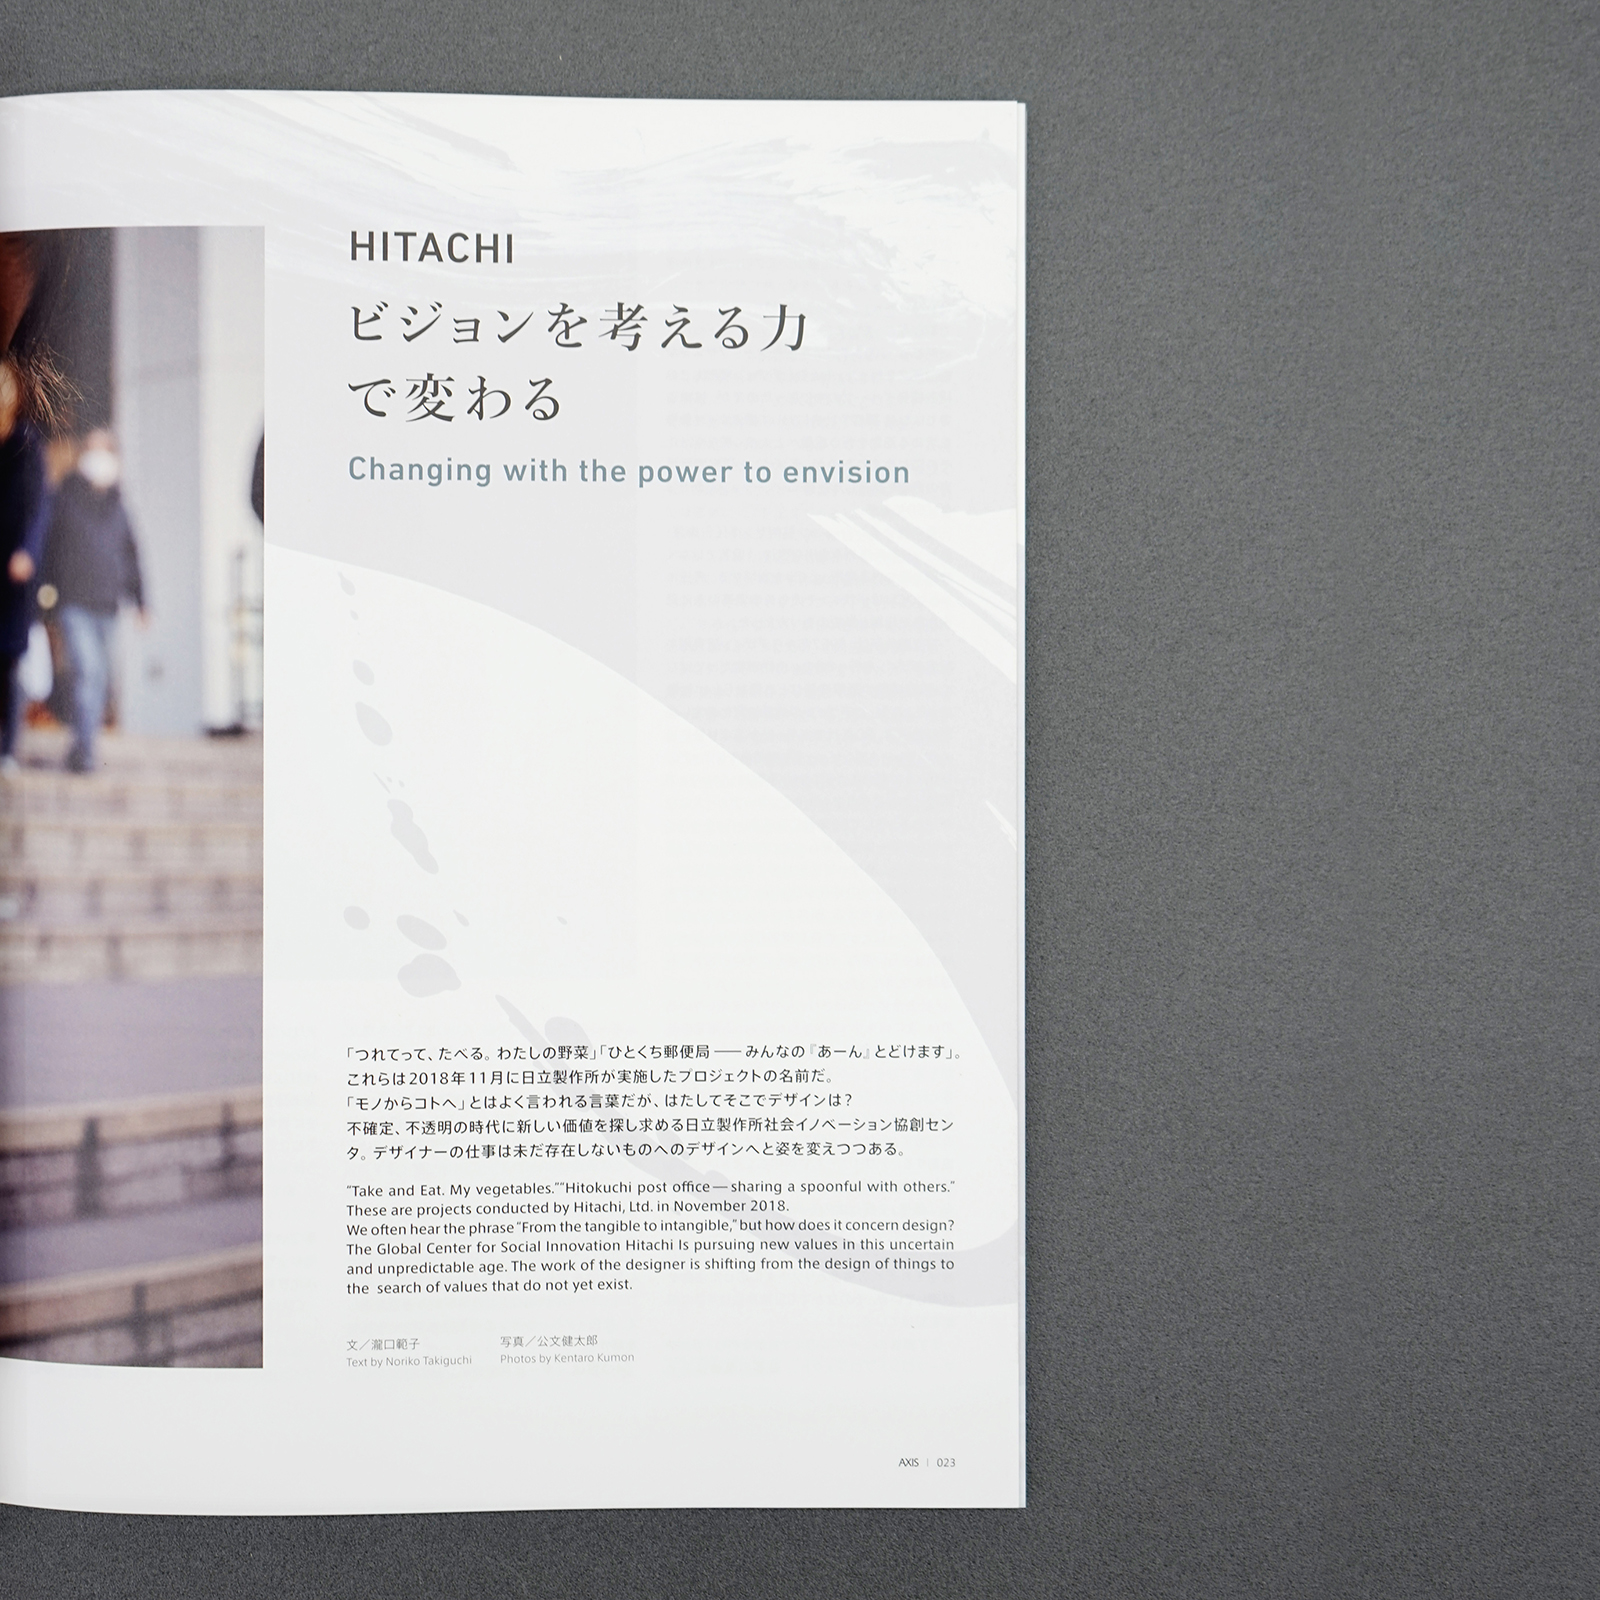 HITACHI
ビジョンを考える力
で変わる
Changing with the power to envision
「つれてって、たべる。わたしの野菜」「ひとくち郵便局 —— みんなの『あーん』とどけます」。
これらは2018年11月に日立製作所が実施したプロジェクトの名前だ。
「モノからコトへ」とはよく言われる言葉だが、はたしてそこでデザインは?
不確定、不透明の時代に新しい価値を探し求める日立製作所社会イノベーション協創セン
タ。デザイナーの仕事は未だ存在しないものへのデザインへと姿を変えつつある。
“Take and Eat. My vegetables.”“Hitokuchi post office — sharing a spoonful with others.”
These are projects conducted by Hitachi, Ltd. in November 2018.
We often hear the phrase “From the tangible to intangible,” but how does it concern design?
The Global Center for Social Innovation Hitachi Is pursuing new values in this uncertain
and unpredictable age. The work of the designer is shifting from the design of things to
the search of values that do not yet exist.
文／瀧口範子 写真／公文健太郎
Text by Noriko Takiguchi Photos by Kentaro Kumon
AXIS | 023